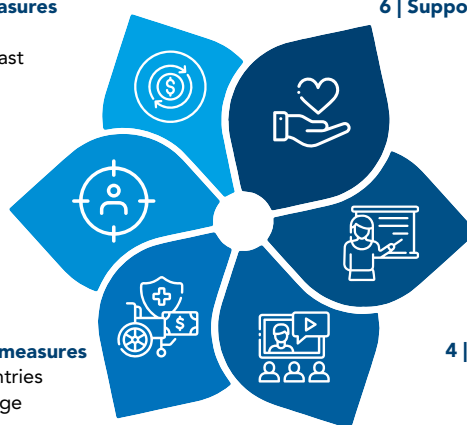 asures
6 | Suppo
ast
$
$
measures
4 |
ntries
ge